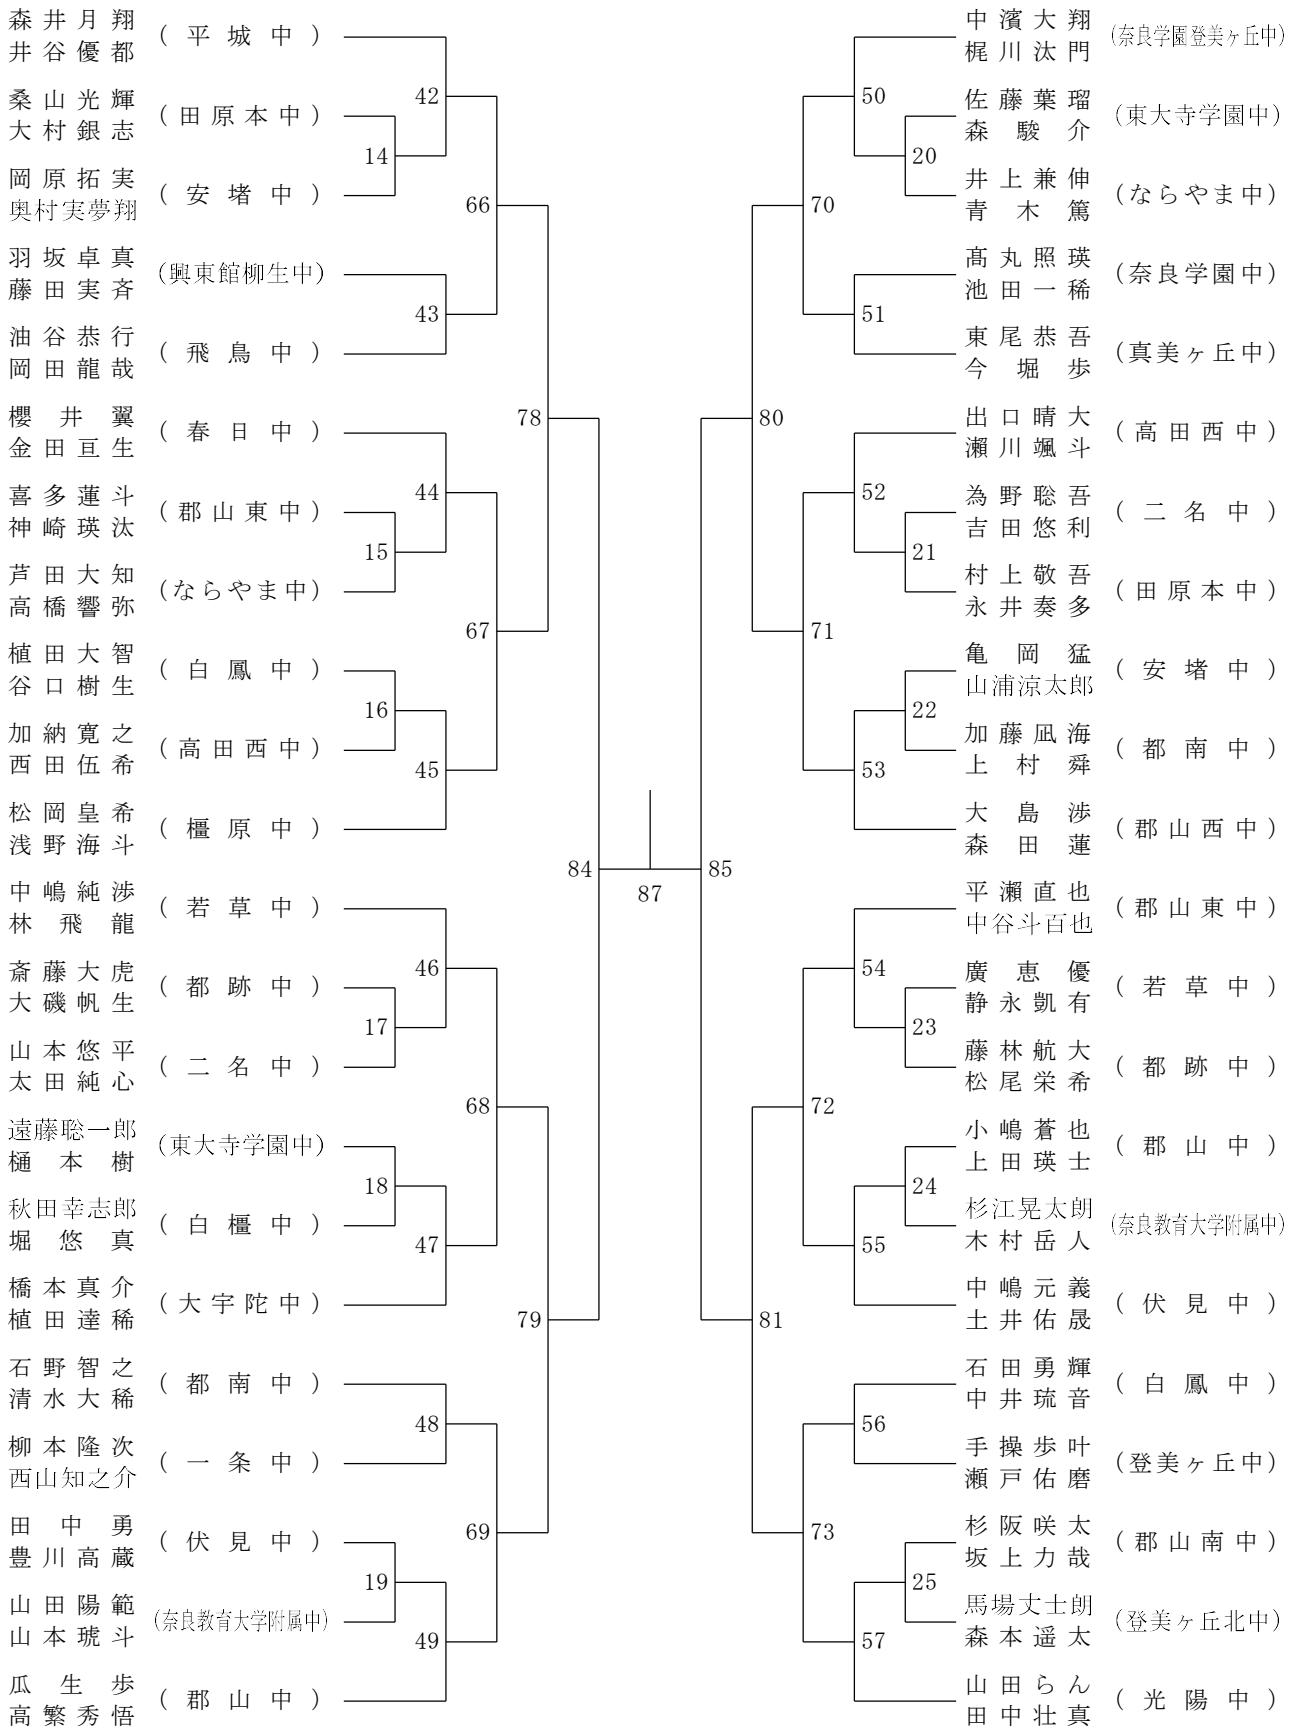 森井月翔
井谷優都
(平城中)
桑山光輝
大村銀志
(田原本中)
岡原拓実
奥村実夢翔
(安堵中)
羽坂卓真
藤田実斉
(興東館柳生中)
油谷恭行
岡田龍哉
(飛鳥中)
櫻井翼
金田亘生
(春日中)
喜多蓮斗
神崎瑛汰
(郡山東中)
芦田大知
高橋響弥
(ならやま中)
植田大智
谷口樹生
(白鳳中)
加納寛之
西田伍希
(高田西中)
松岡皇希
浅野海斗
(橿原中)
中嶋純渉
林飛龍
(若草中)
斎藤大虎
大磯帆生
(都跡中)
山本悠平
太田純心
(二名中)
遠藤聡一郎
樋本樹
(東大寺学園中)
秋田幸志郎
堀悠真
(白橿中)
橋本真介
植田達稀
(大宇陀中)
石野智之
清水大稀
(都南中)
柳本隆次
西山知之介
(一条中)
田中勇
豊川高蔵
(伏見中)
山田陽範
山本琥斗
(奈良教育大学附属中)
瓜生歩
高繁秀悟
(郡山中)
42
14
66
43
78
44
15
67
16
45
84
46
17
68
18
47
79
48
69
19
49
87
50
20
70
51
80
52
21
71
22
53
85
54
23
72
24
55
81
56
73
25
57
中濱大翔
梶川汰門
(奈良学園登美ヶ丘中)
佐藤葉瑠
森駿介
(東大寺学園中)
井上兼伸
青木篤
(ならやま中)
髙丸照瑛
池田一稀
(奈良学園中)
東尾恭吾
今堀歩
(真美ヶ丘中)
出口晴大
瀬川颯斗
(高田西中)
為野聡吾
吉田悠利
(二名中)
村上敬吾
永井奏多
(田原本中)
亀岡猛
山浦涼太郎
(安堵中)
加藤凪海
上村舜
(都南中)
大島渉
森田蓮
(郡山西中)
平瀬直也
中谷斗百也
(郡山東中)
廣恵優
静永凱有
(若草中)
藤林航大
松尾栄希
(都跡中)
小嶋蒼也
上田瑛士
(郡山中)
杉江晃太朗
木村岳人
(奈良教育大学附属中)
中嶋元義
土井佑晟
(伏見中)
石田勇輝
中井琉音
(白鳳中)
手操歩叶
瀬戸佑磨
(登美ヶ丘中)
杉阪咲太
坂上力哉
(郡山南中)
馬場丈士朗
森本遥太
(登美ヶ丘北中)
山田らん
田中壮真
(光陽中)